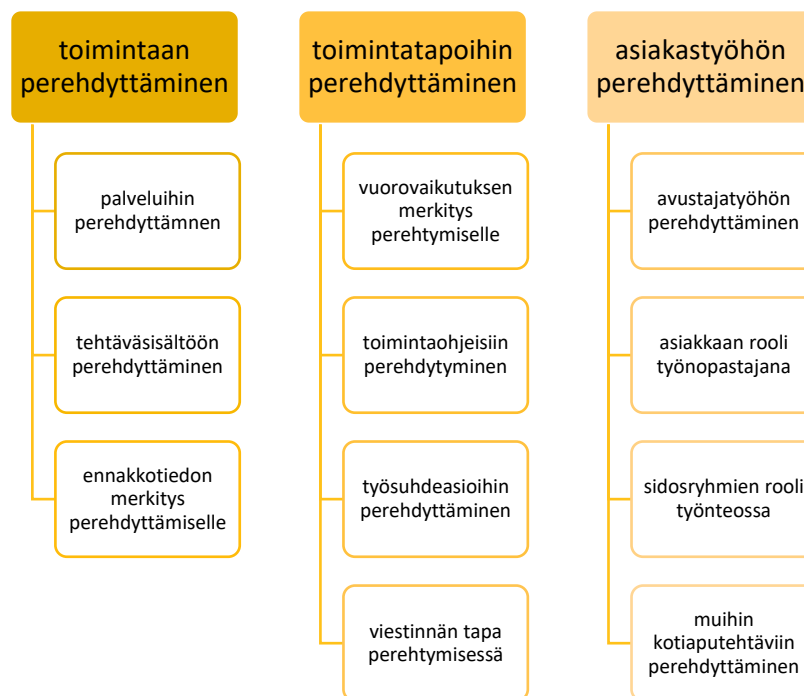 toimintaan
perehdyttäminen
palveluihin
perehdyttämnen
tehtäväsisältöön
perehdyttäminen
ennakkotiedon
merkitys
perehdyttämiselle
toimintatapoihin
perehdyttäminen
vuorovaikutuksen
merkitys
perehtymiselle
toimintaohjeisiin
perehdytyminen
työsuhdeasioihin
perehdyttäminen
viestinnän tapa
perehtymisessä
asiakastyöhön
perehdyttäminen
avustajatyöhön
perehdyttäminen
asiakkaan rooli
työnopastajana
sidosryhmien rooli
työnteossa
muihin
kotiaputehtäviin
perehdyttäminen